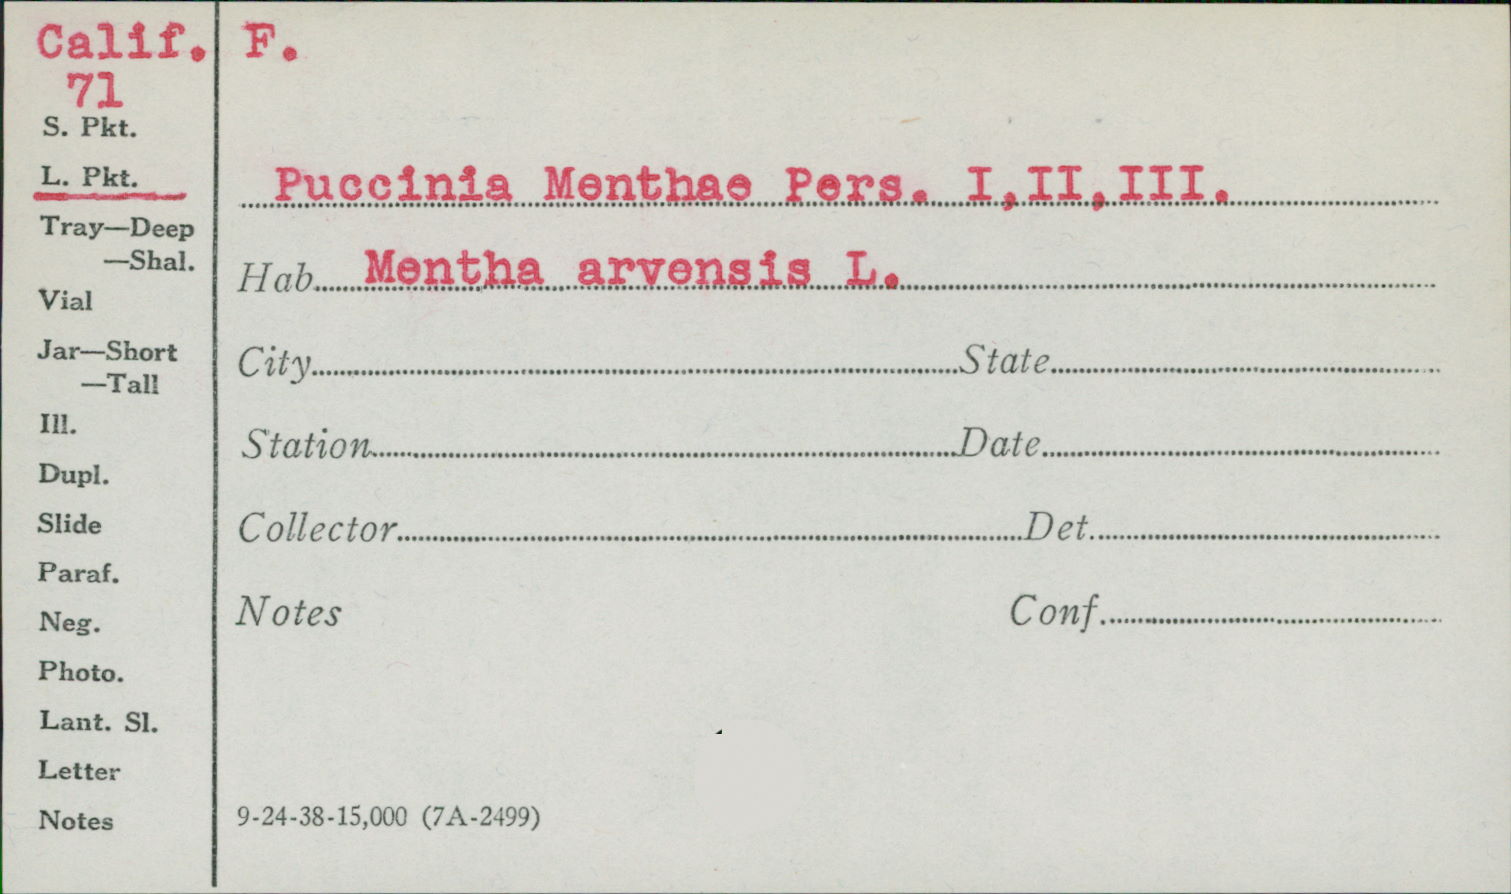 Calif. F.
71
S. Pkt.
L. Pkt.
Puccinia Menthae Pers. I,II,III.
Tray—Deep
—Shal.
Hab. Mentha arvensis L.
Vial
Jar—Short
—Tall
City State
Ill.
Station Date
Dupl.
Slide
Collector Det.
Paraf.
Neg.
Notes Conf.
Photo.
Lant. Sl.
Letter
Notes
9-24-38-15,000 (7A-2499)